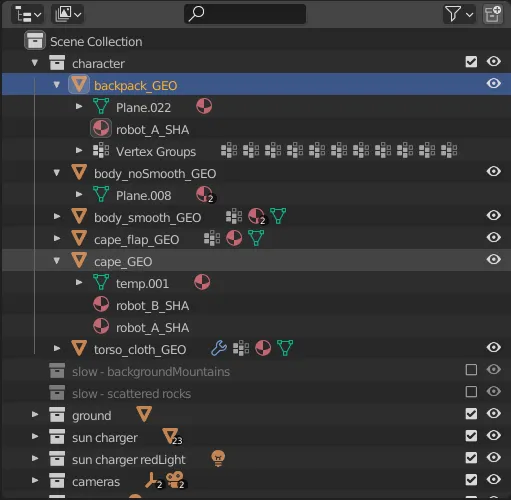 Scene Collection
character
backpack_GEO
Plane.022
robot_A_SHA
Vertex Groups
body_noSmooth_GEO
Plane.008 2
body_smooth_GEO 2
cape_flap_GEO
cape_GEO
temp.001
robot_B_SHA
robot_A_SHA
torso_cloth_GEO
slow - backgroundMountains
slow - scattered rocks
ground
sun charger 23
sun charger redLight
cameras 2 2